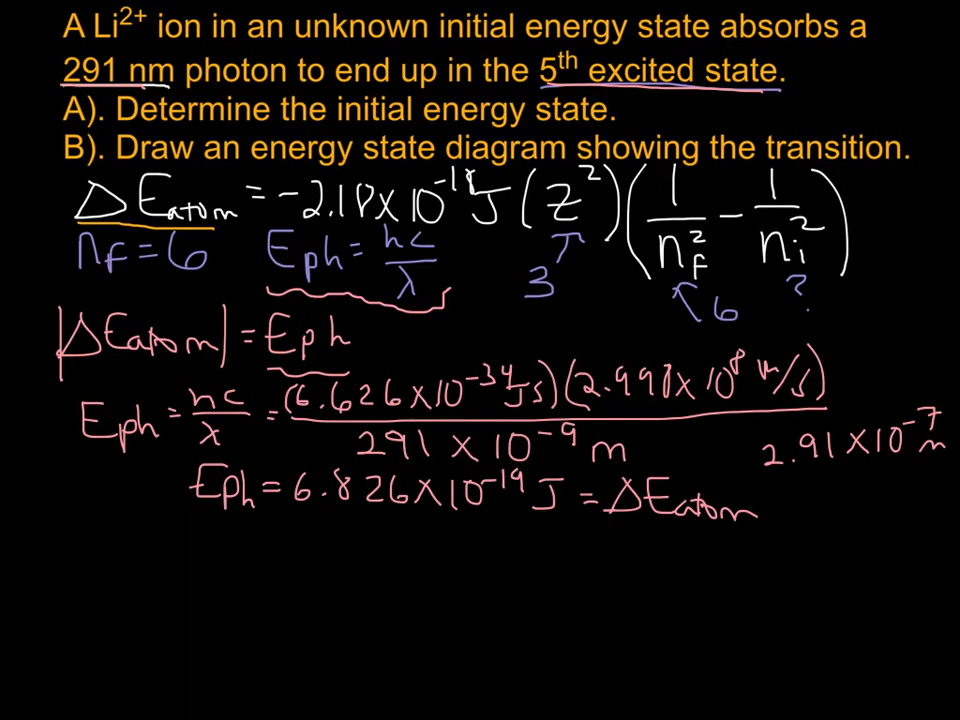 A Li²⁺ ion in an unknown initial energy state absorbs a
291 nm photon to end up in the 5ᵗʰ excited state.
A). Determine the initial energy state.
B). Draw an energy state diagram showing the transition.
ΔEatom = -2.18x10⁻¹⁸J (Z²)(1/nf² - 1/ni²)
nf = 6 Eph = hc/λ 3 ↑ ↖ 6 ?
|ΔEatom| = Eph
Eph = hc/λ = (6.626x10⁻³⁴Js)(2.998x10⁸ m/s) / 291 x 10⁻⁹ m 2.91x10⁻⁷ m
Eph = 6.826x10⁻¹⁹ J = ΔEatom